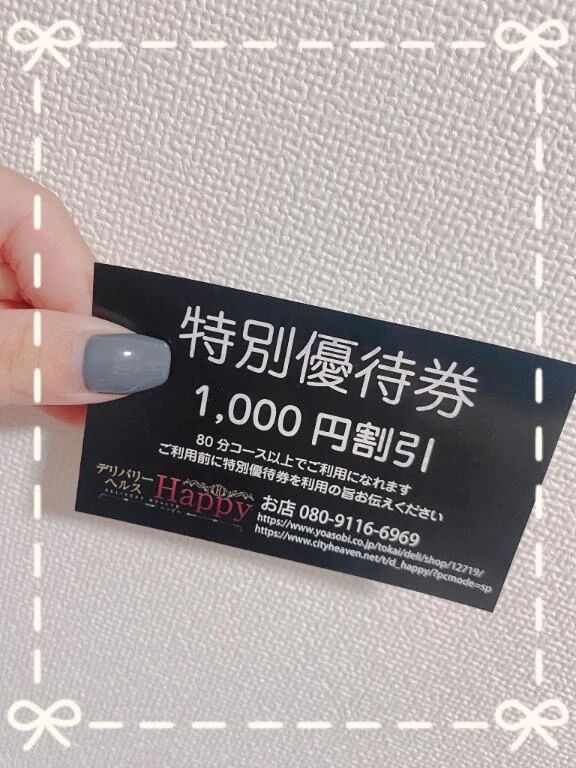 特別優待券
1,000 円割引
80 分コース以上でご利用になれます
ご利用前に特別優待券を利用の旨お伝えください
デリバリー
ヘルス
DELIVERY HEALTH
Happy
お店 080-9116-6969
https://www.yoasobi.co.jp/tokai/deli/shop/12719/
https://www.cityheaven.net/t/d_happy/?pcmode=sp